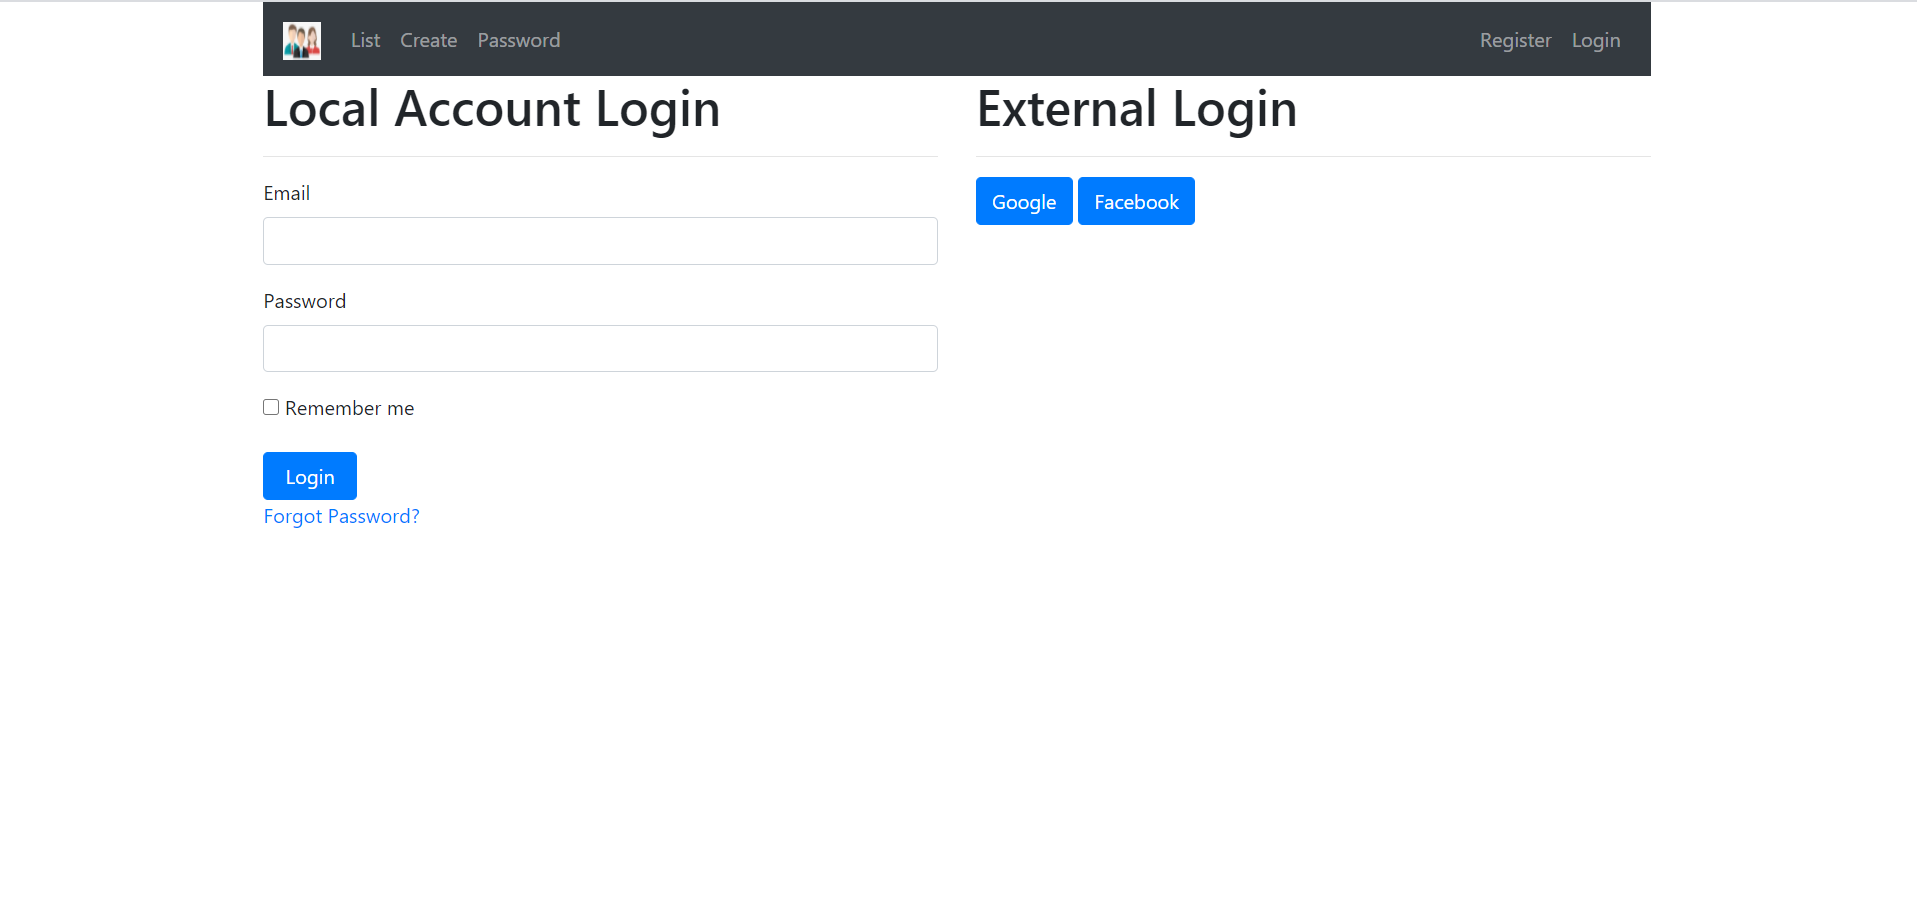 List Create Password Register Login
Local Account Login
Email
Password
Remember me
Login
Forgot Password?
External Login
Google Facebook